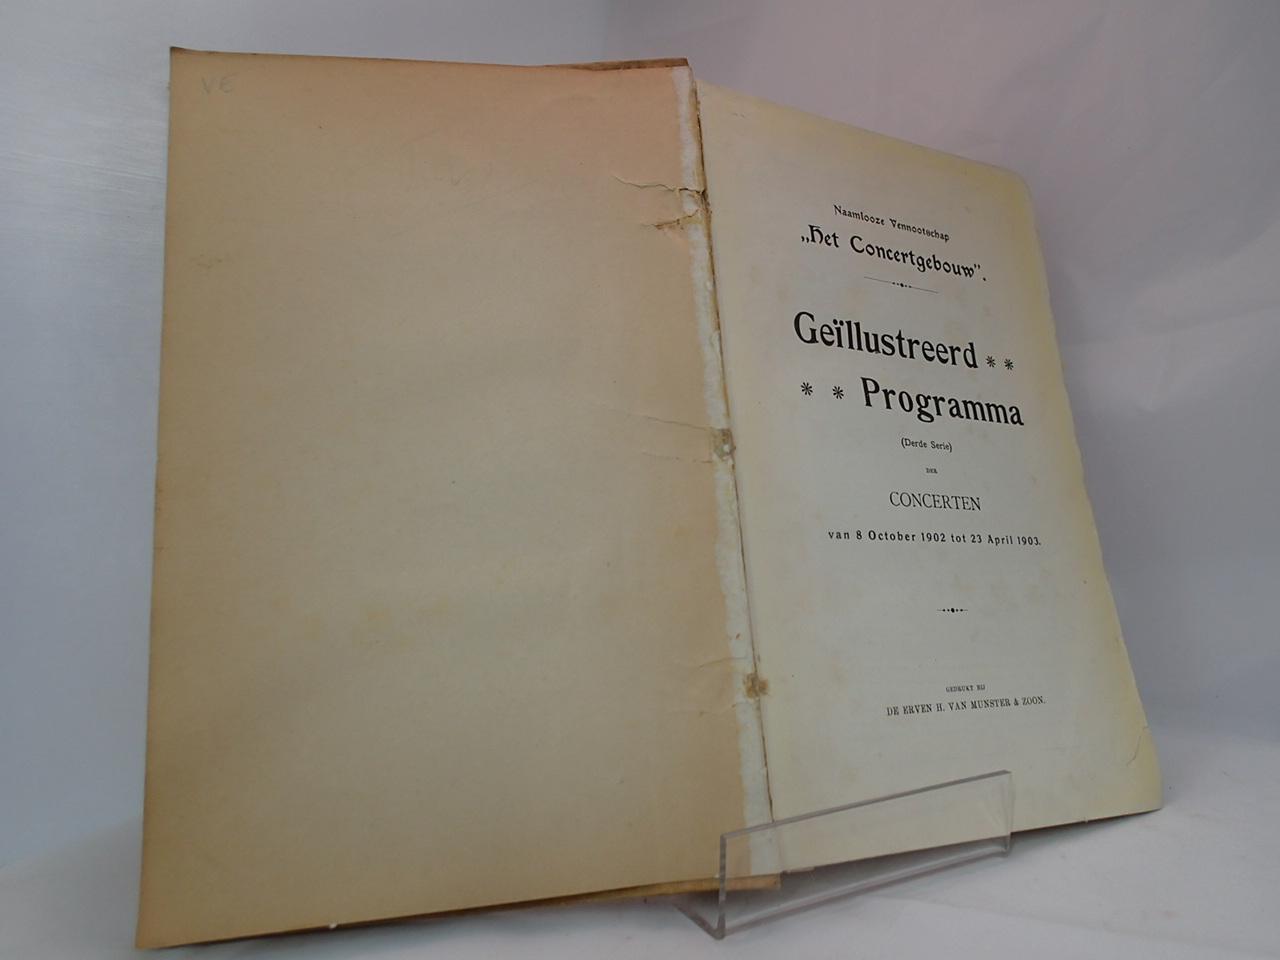 VE
Naamlooze Vennootschap
„Het Concertgebouw”.
Geïllustreerd * *
* * Programma
(Derde Serie)
DER
CONCERTEN
van 8 October 1902 tot 23 April 1903.
GEDRUKT BIJ
DE ERVEN H. VAN MUNSTER & ZOON.